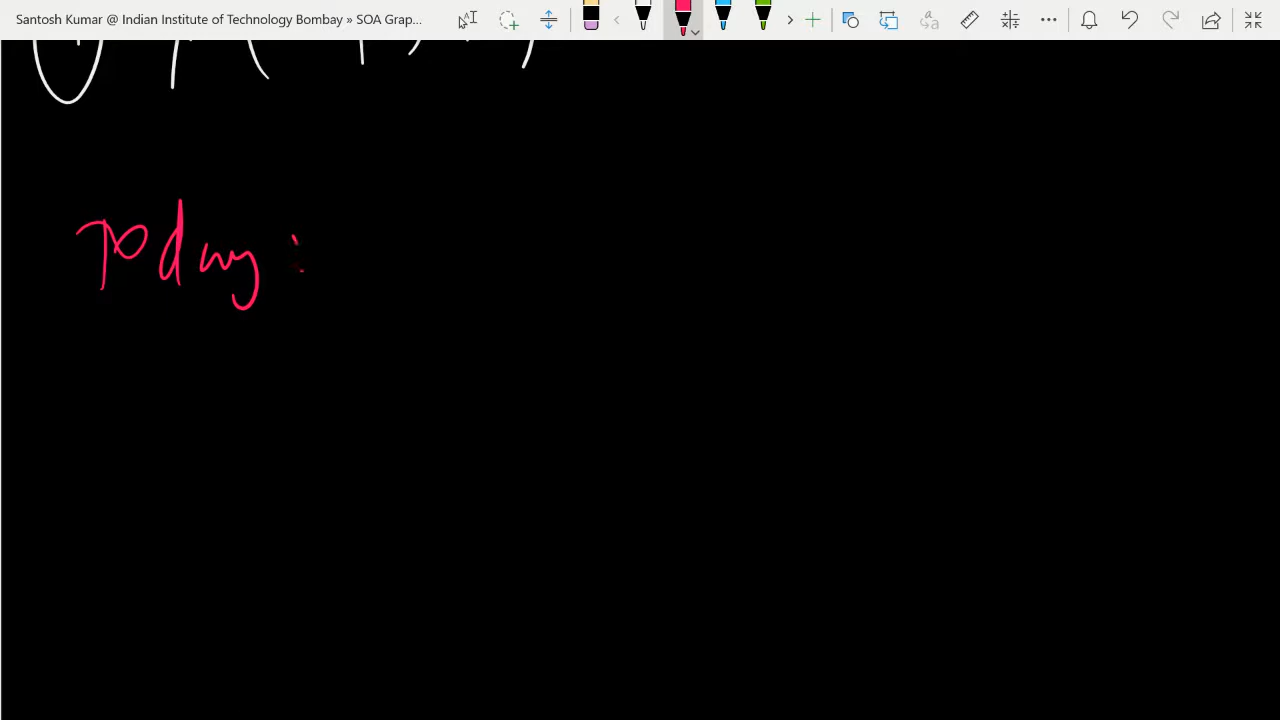 Santosh Kumar @ Indian Institute of Technology Bombay » SOA Grap...
Today :